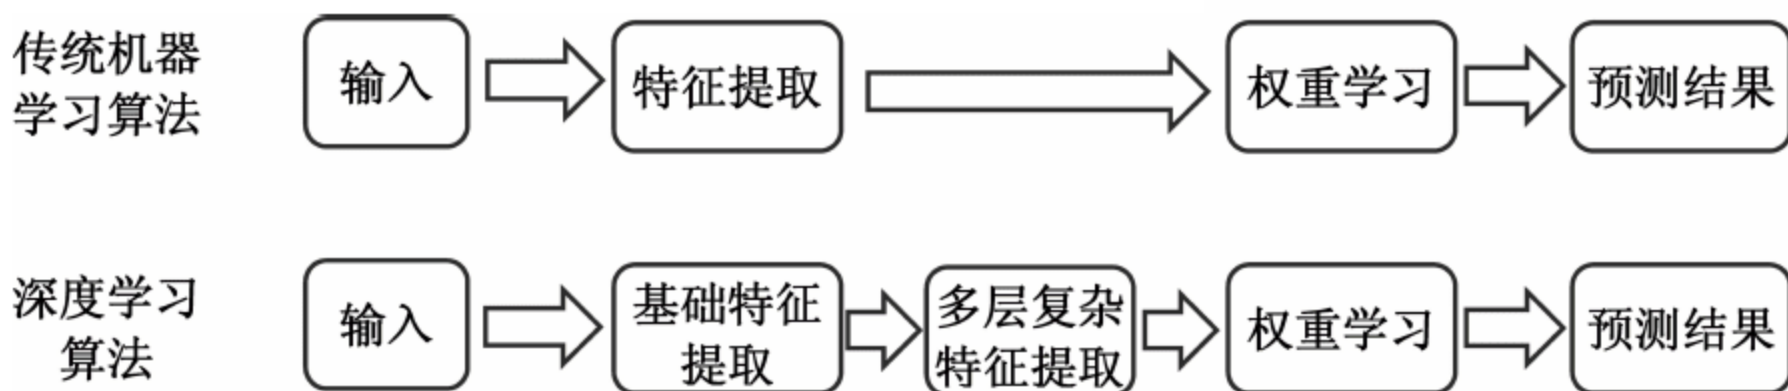 传统机器
学习算法
输入
特征提取
权重学习
预测结果
深度学习
算法
输入
基础特征
提取
多层复杂
特征提取
权重学习
预测结果